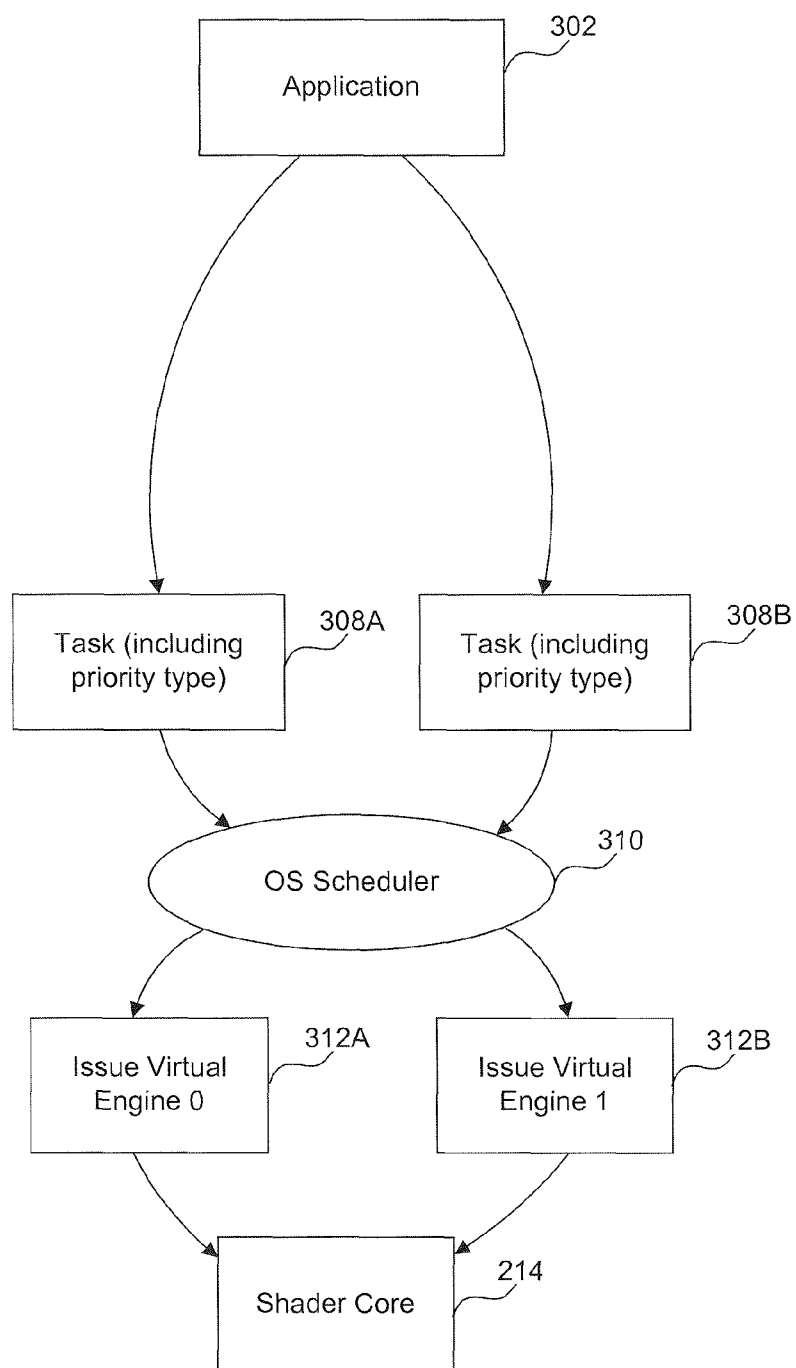 302
Application
308A
308B
Task (including
priority type)
Task (including
priority type)
310
OS Scheduler
312A
312B
Issue Virtual
Engine 0
Issue Virtual
Engine 1
214
Shader Core